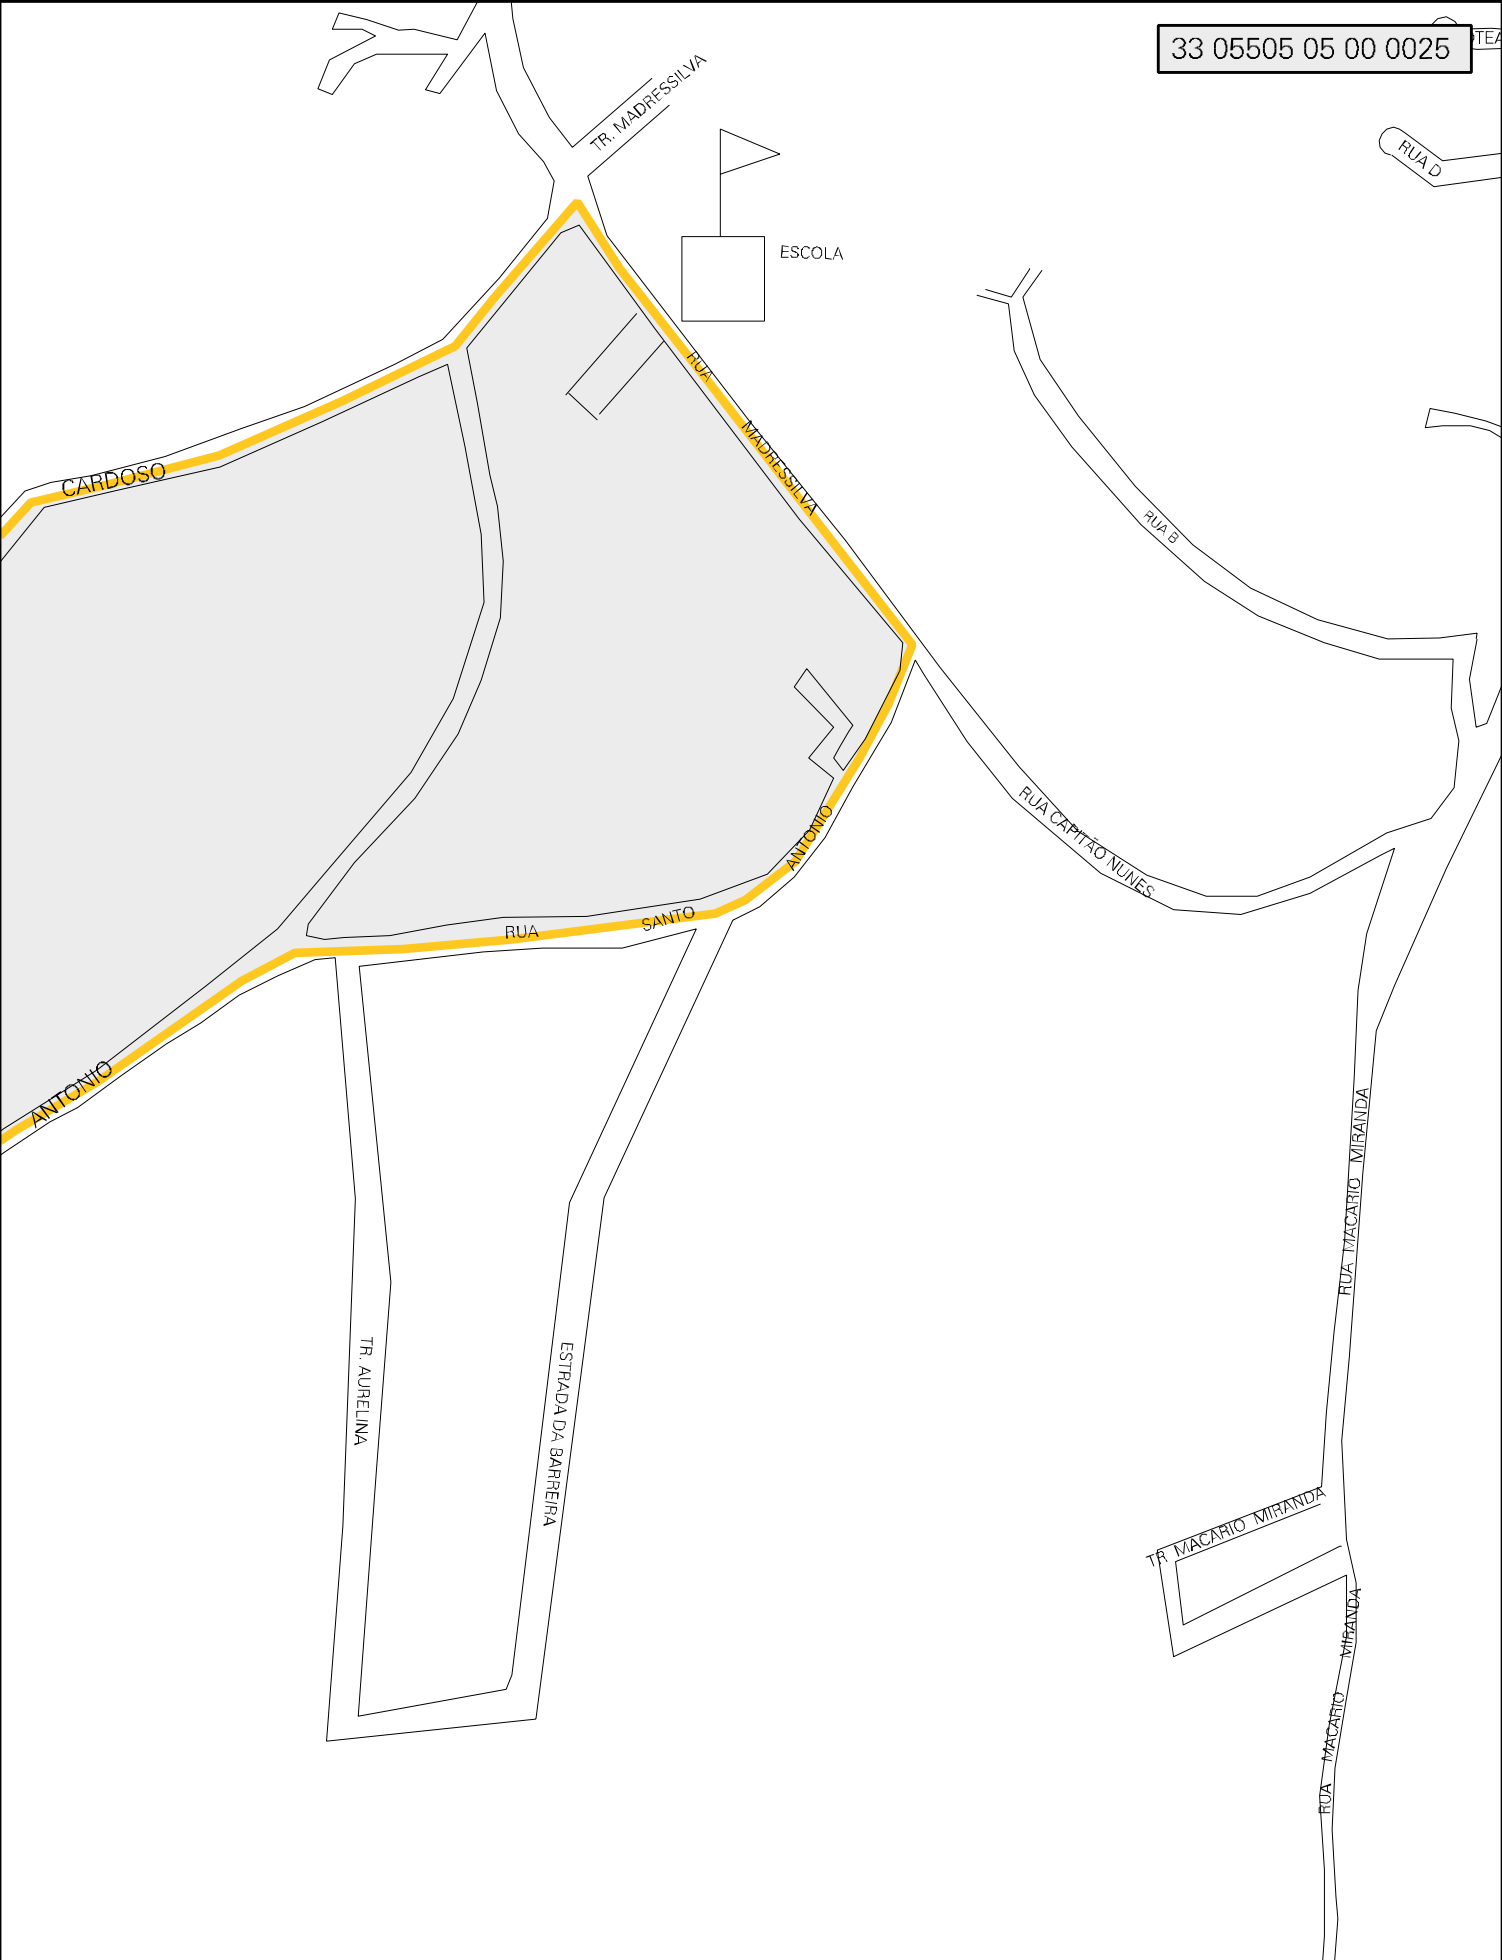 33 05505 05 00 0025
TR. MADRESSILVA
RUA D
ESCOLA
RUA
MADRESSILVA
CARDOSO
RUA B
RUA CAPITÃO NUNES
ANTONIO
SANTO
RUA
ANTONIO
RUA MACARIO MIRANDA
TR. AURELINA
ESTRADA DA BARREIRA
TR MACARIO MIRANDA
RUA MACARIO MIRANDA